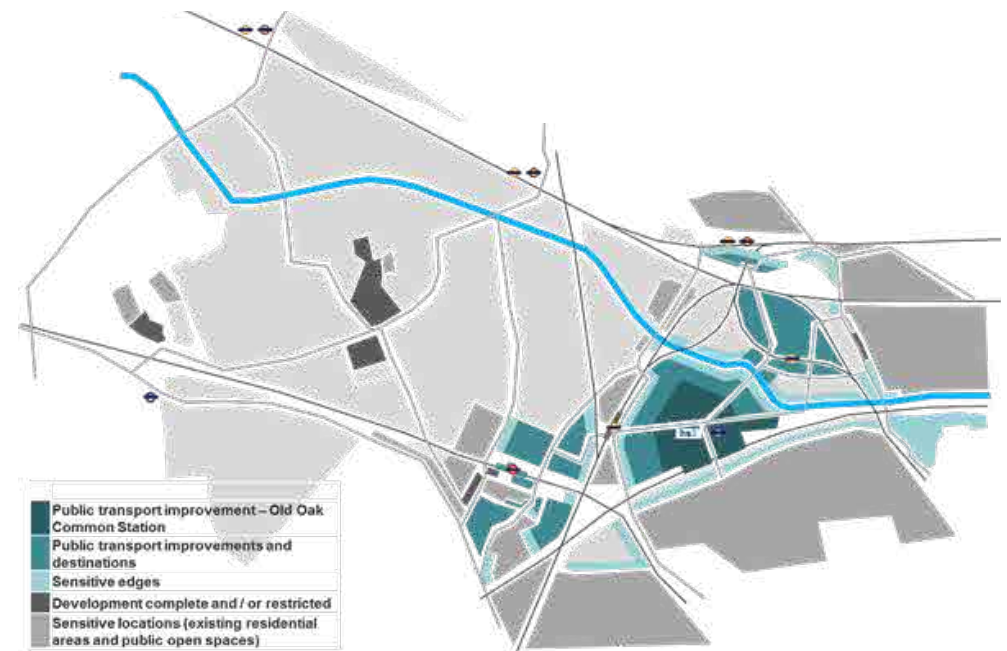 Public transport improvement – Old Oak
Common Station
Public transport improvements and
destinations
Sensitive edges
Development complete and / or restricted
Sensitive locations (existing residential
areas and public open spaces)